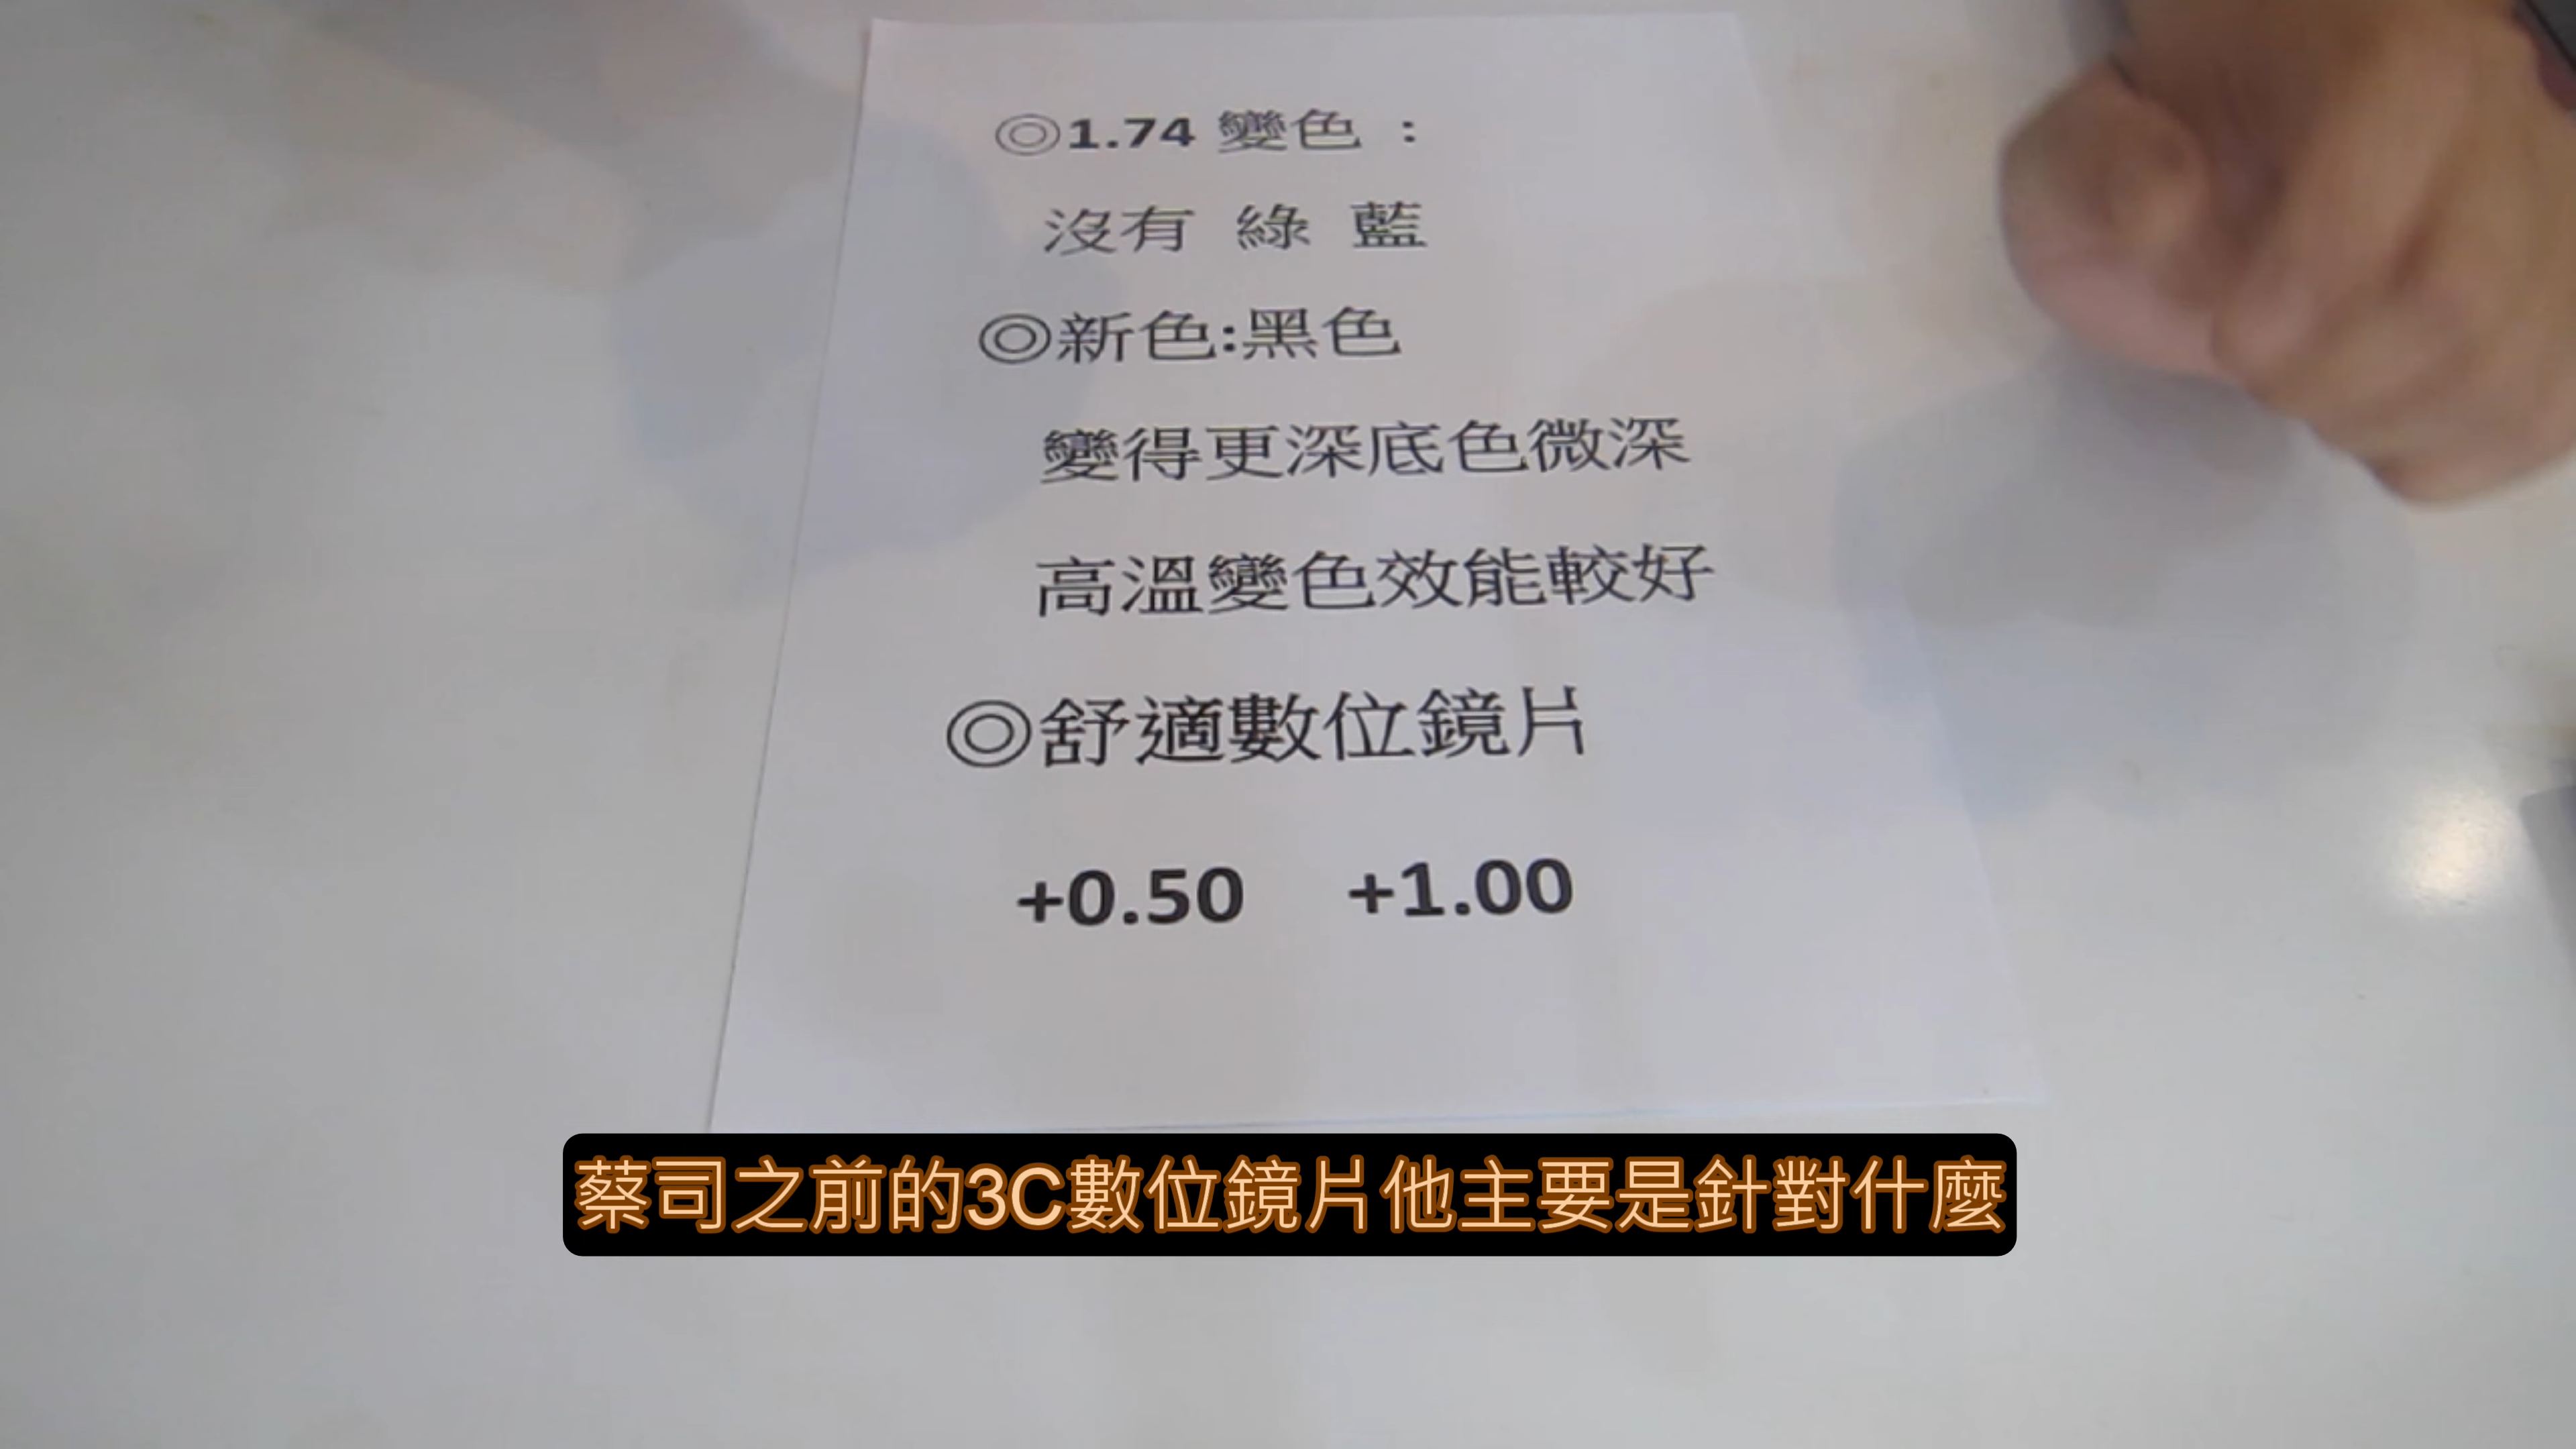 ◎1.74 變色 :
沒有 綠 藍
◎新色:黑色
變得更深底色微深
高溫變色效能較好
◎舒適數位鏡片
+0.50 +1.00
蔡司之前的3C數位鏡片他主要是針對什麼